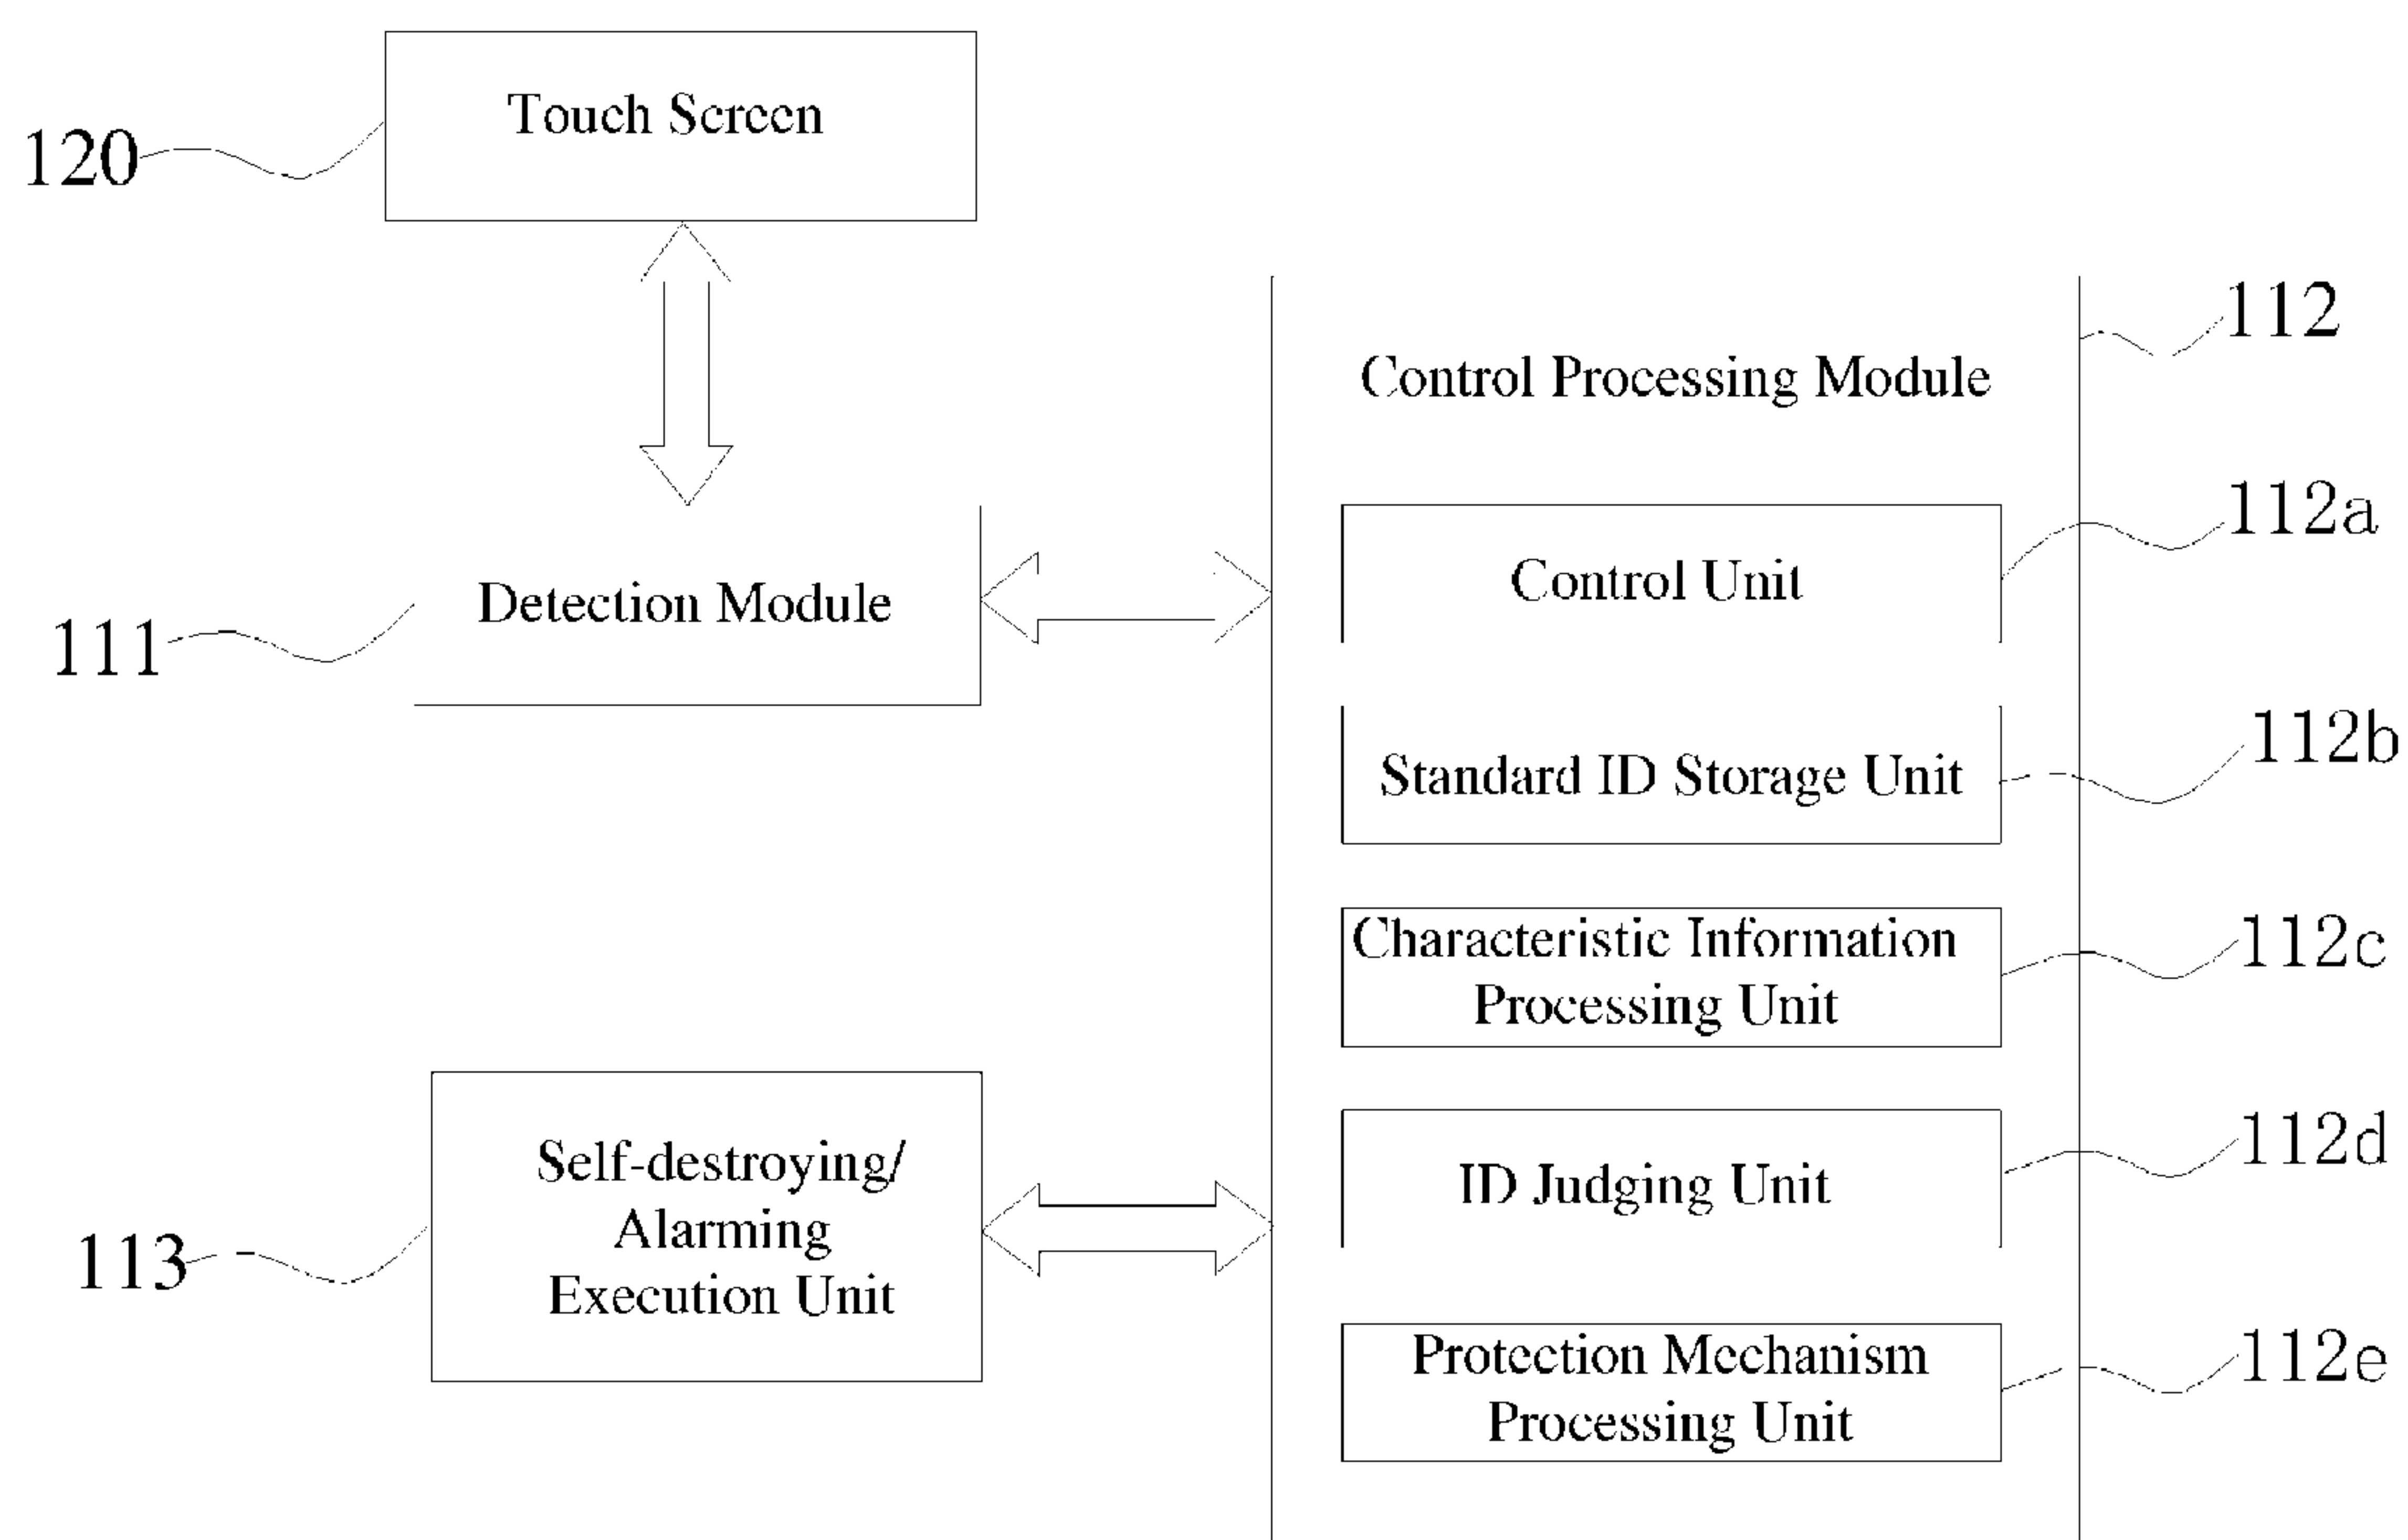 Touch Screen
120
112
Control Processing Module
112a
Control Unit
Detection Module
111
112b
Standard ID Storage Unit
112c
Characteristic Information
Processing Unit
112d
Self-destroying/
Alarming
Execution Unit
ID Judging Unit
113
112e
Protection Mechanism
Processing Unit